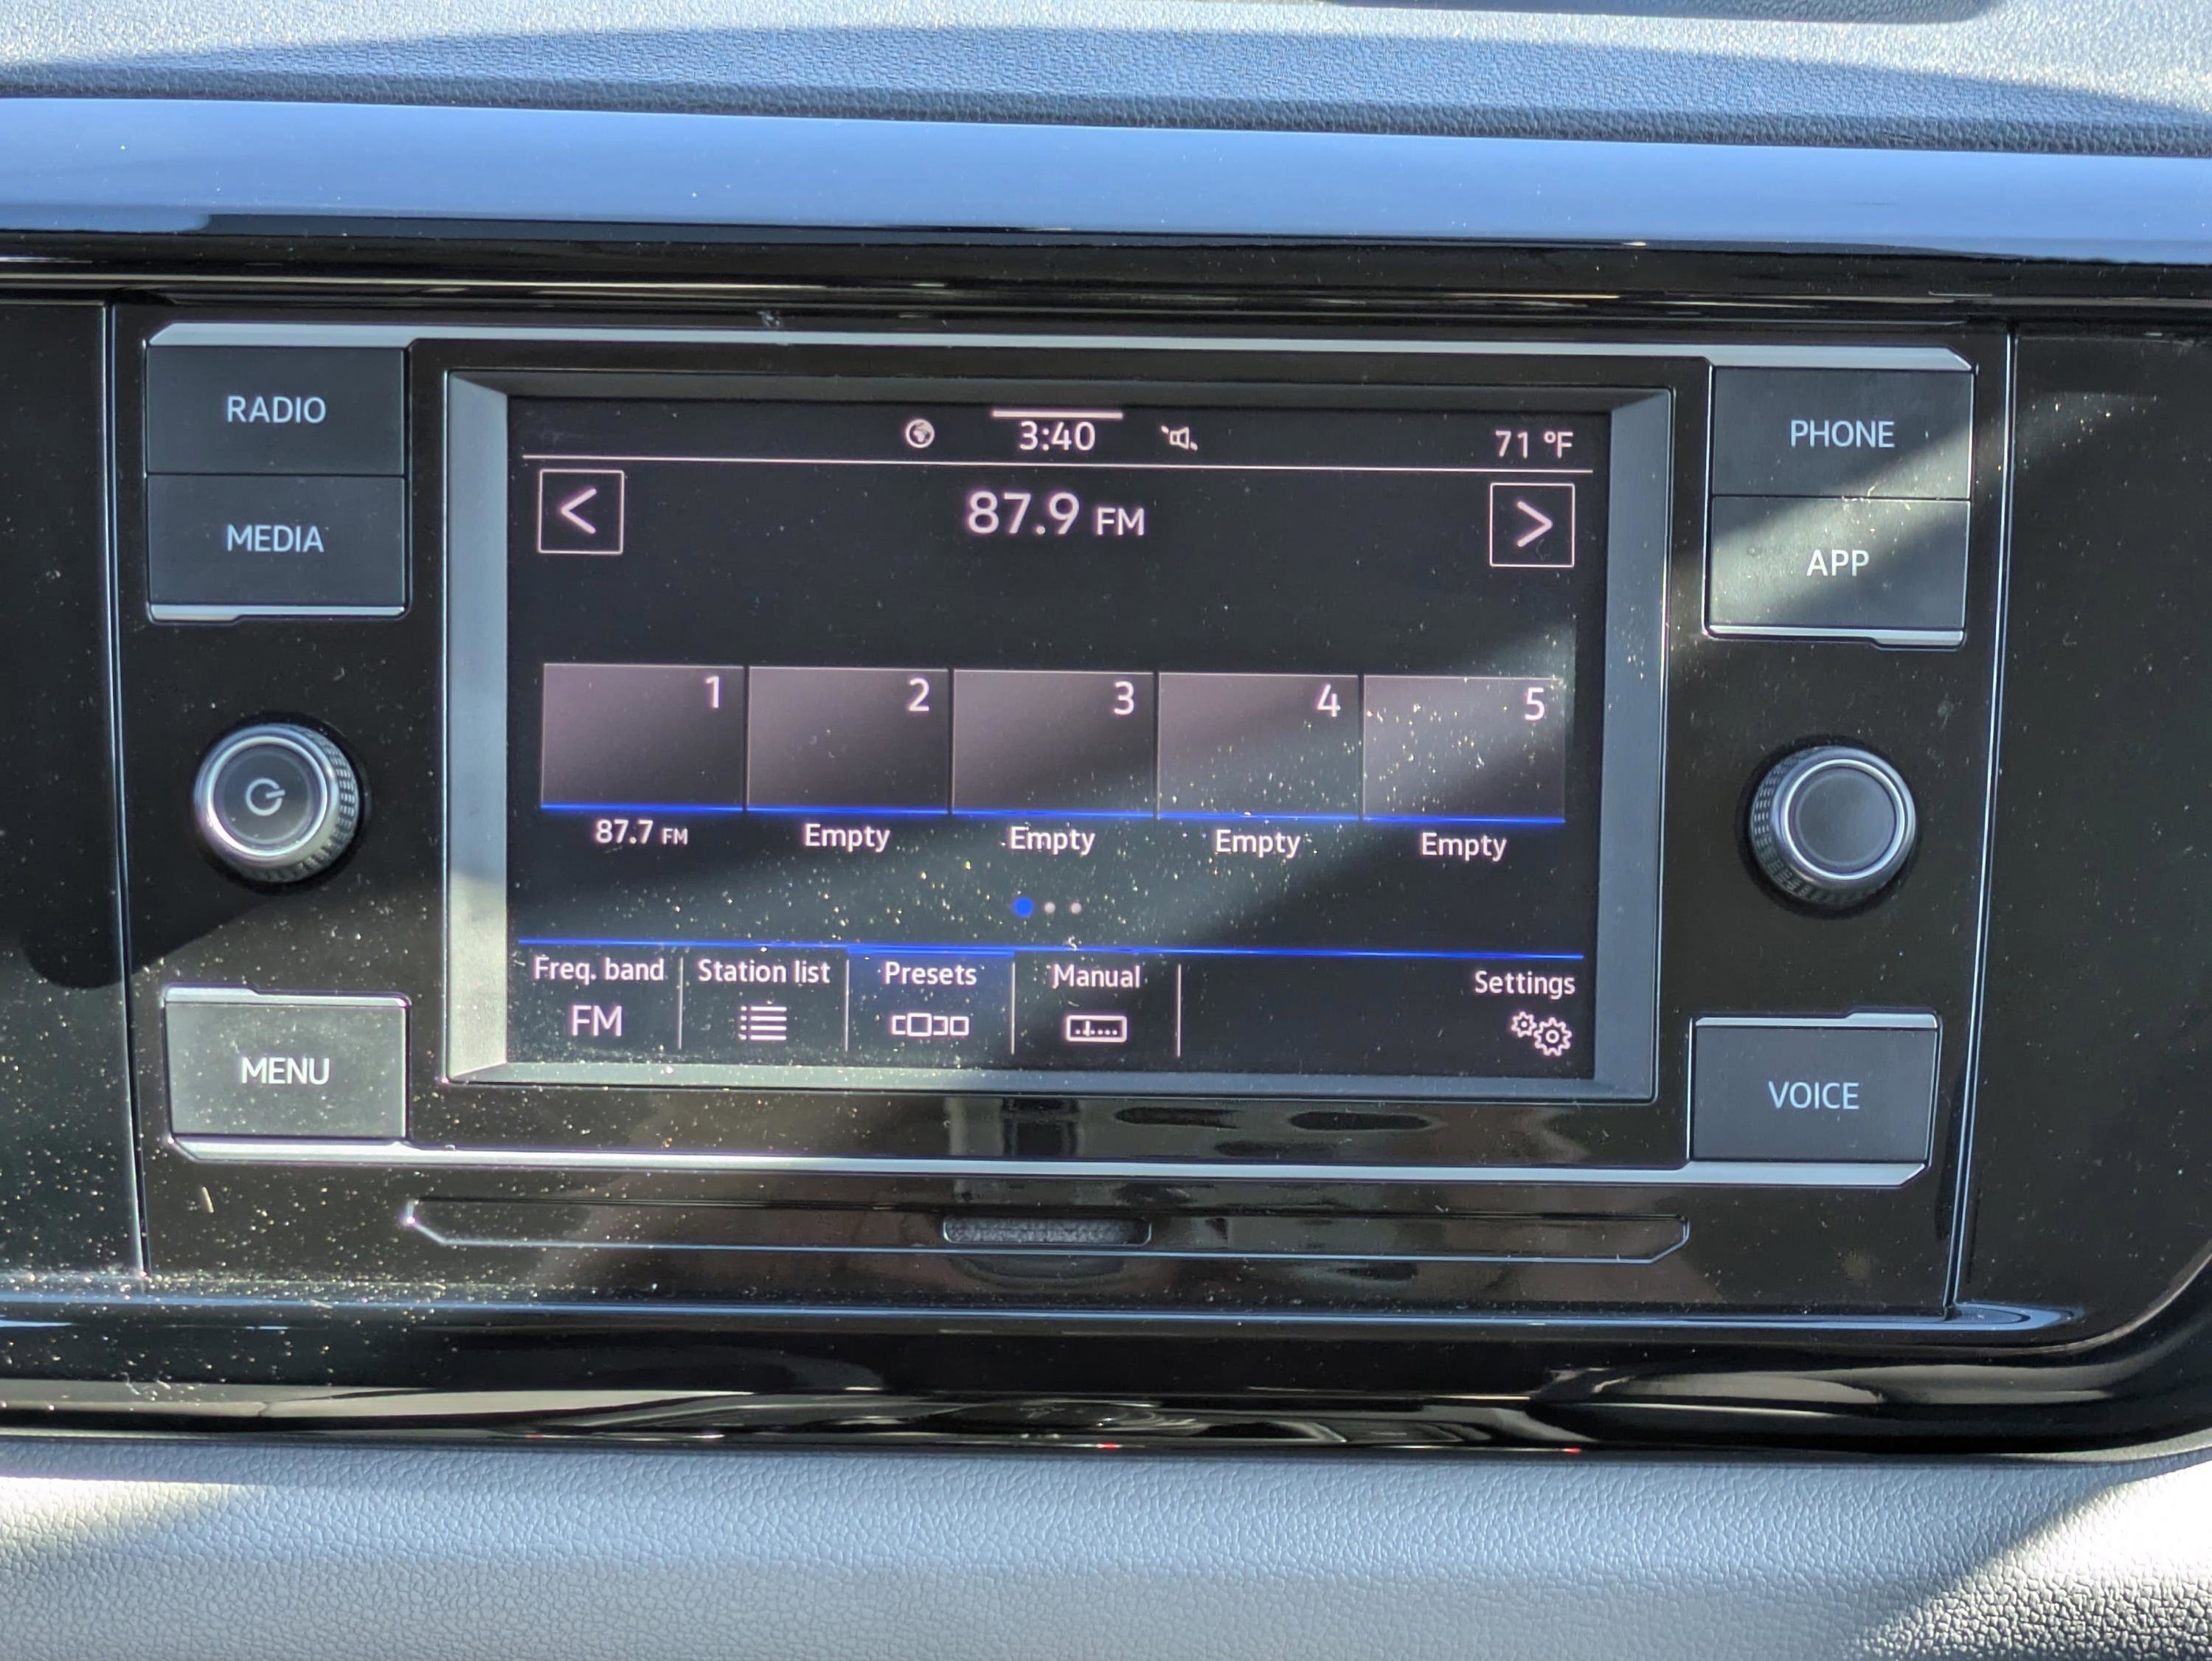 RADIO
MEDIA
3:40
71 °F
87.9 FM
1 2 3 4 5
87.7 FM Empty Empty Empty Empty
Freq. band Station list Presets Manual Settings
FM
MENU
PHONE
APP
VOICE